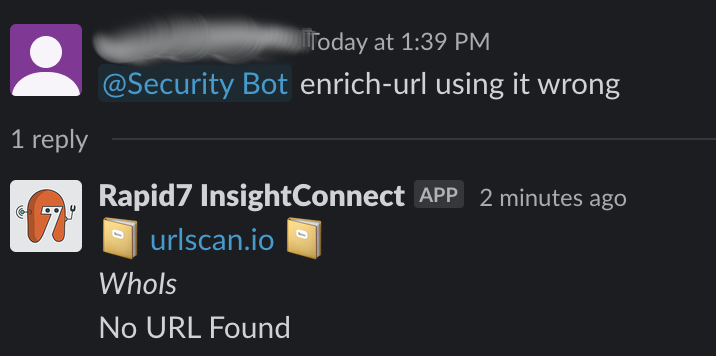 Today at 1:39 PM
@Security Bot enrich-url using it wrong
1 reply
Rapid7 InsightConnect APP 2 minutes ago
urlscan.io
WhoIs
No URL Found